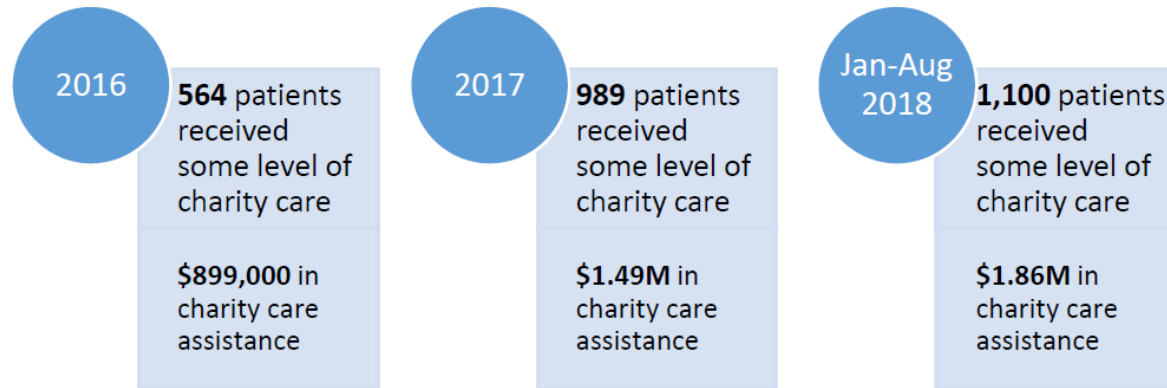 2016
564 patients
received
some level of
charity care
$899,000 in
charity care
assistance
2017
989 patients
received
some level of
charity care
$1.49M in
charity care
assistance
Jan-Aug
2018
1,100 patients
received
some level of
charity care
$1.86M in
charity care
assistance